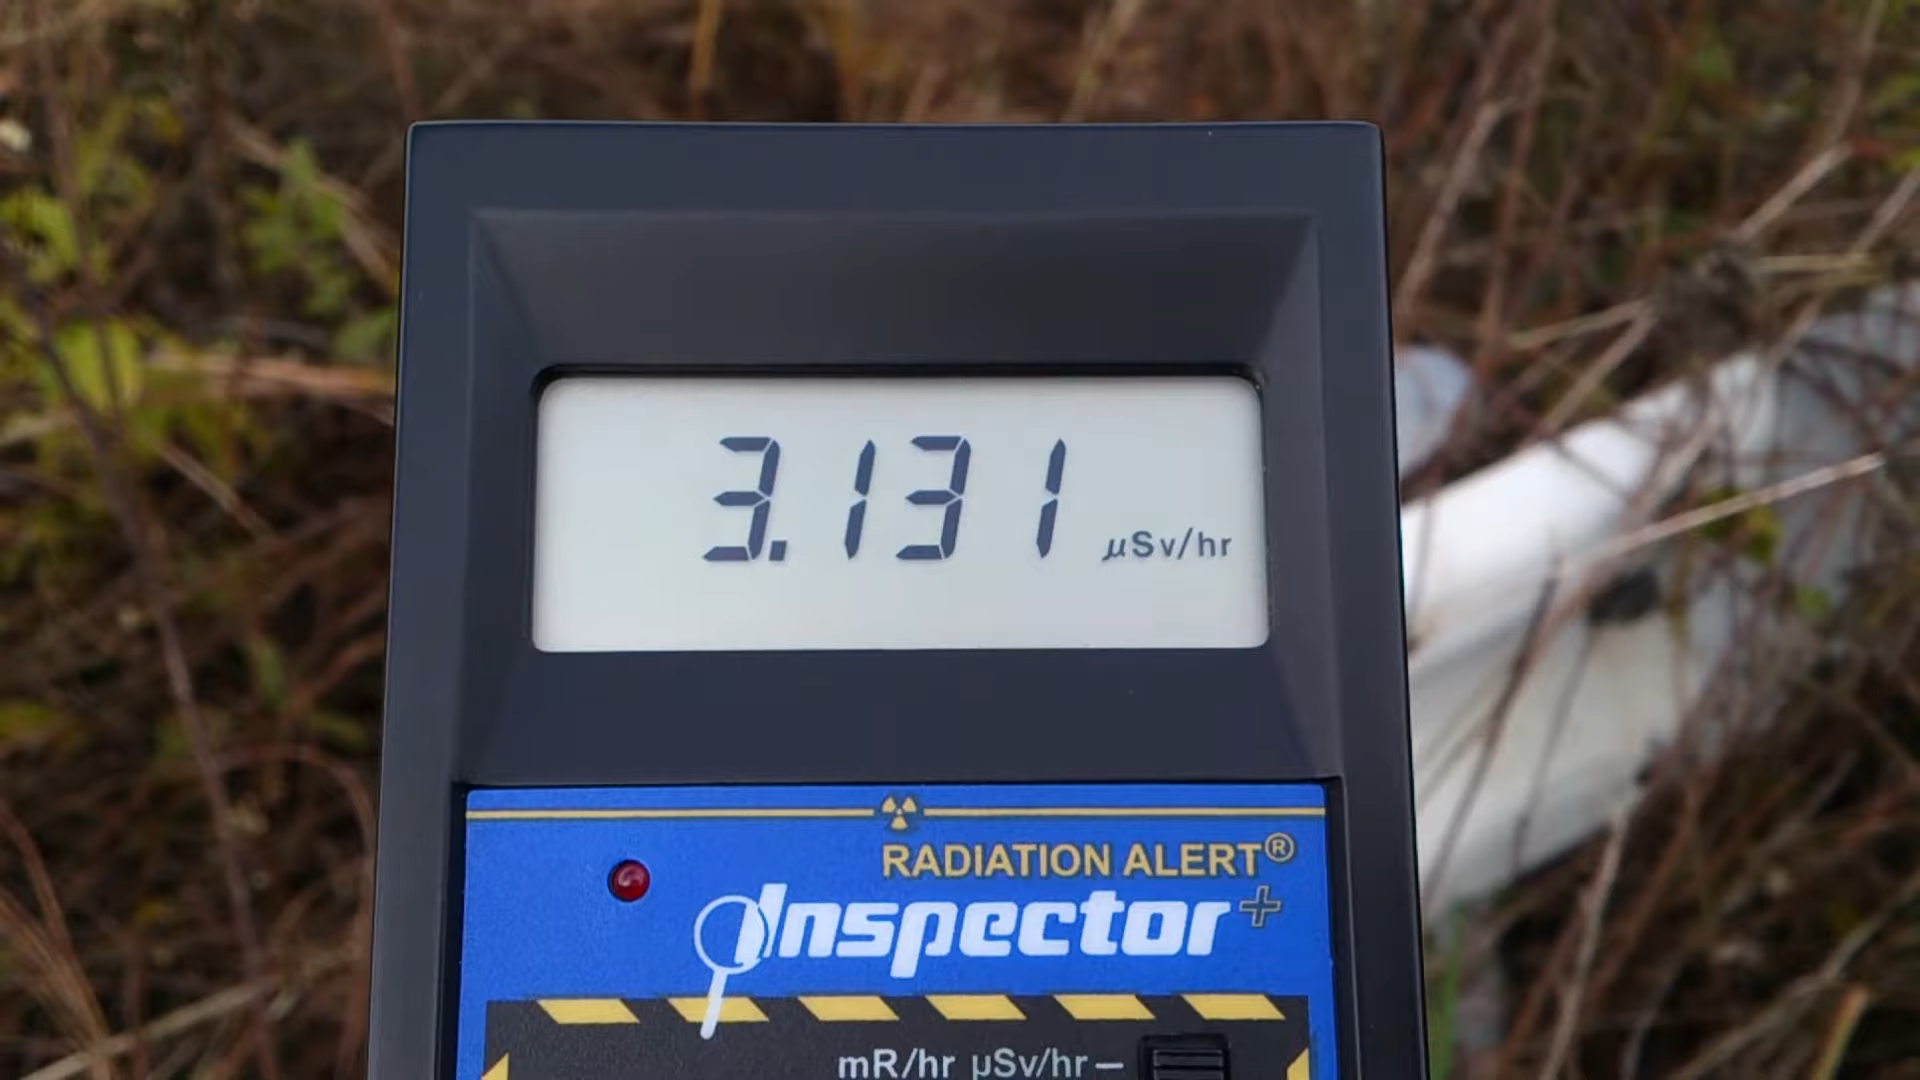 3.131 µSv/hr
RADIATION ALERT®
Inspector+
mR/hr µSv/hr –